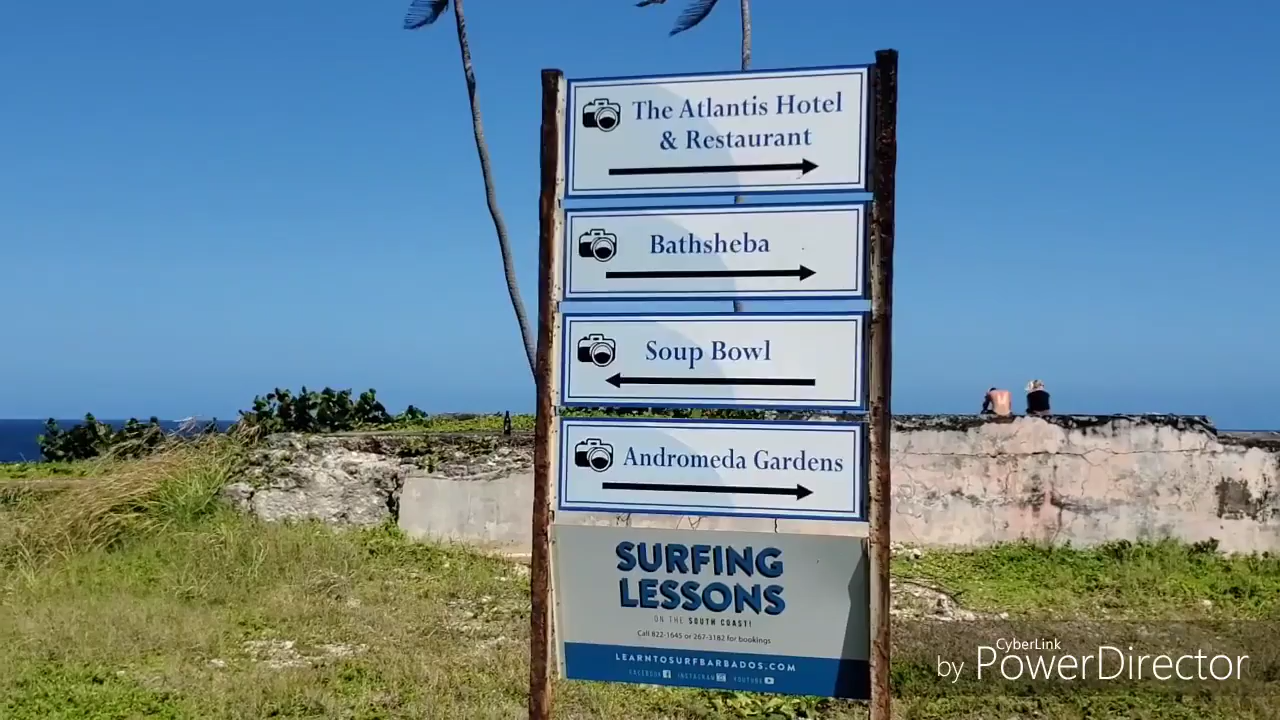 The Atlantis Hotel
& Restaurant
Bathsheba
Soup Bowl
Andromeda Gardens
SURFING
LESSONS
ON THE SOUTH COAST!
Call 822-1645 or 267-3182 for bookings
LEARNTOSURFBARBADOS.COM
FACEBOOK INSTAGRAM YOUTUBE
CyberLink
by PowerDirector